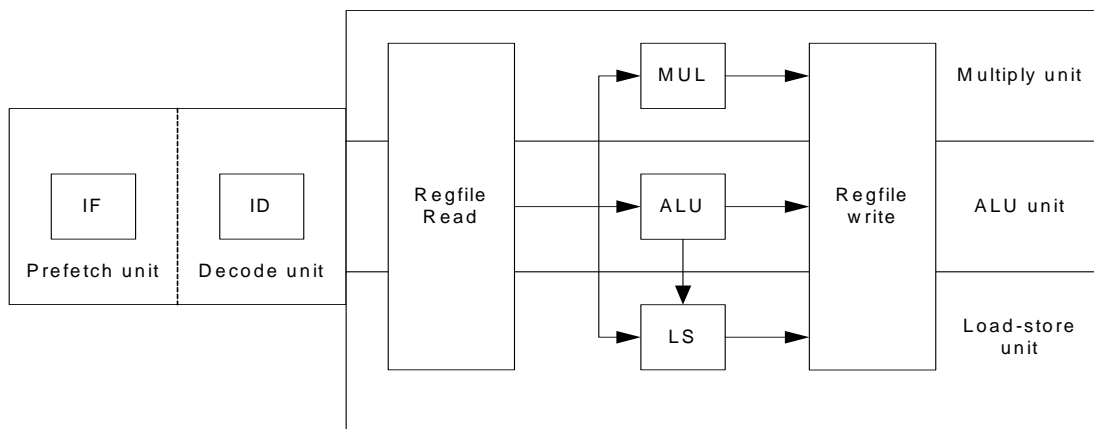 MUL
Multiply unit
IF
ID
Regfile
Read
ALU
Regfile
write
ALU unit
Prefetch unit
Decode unit
LS
Load-store
unit